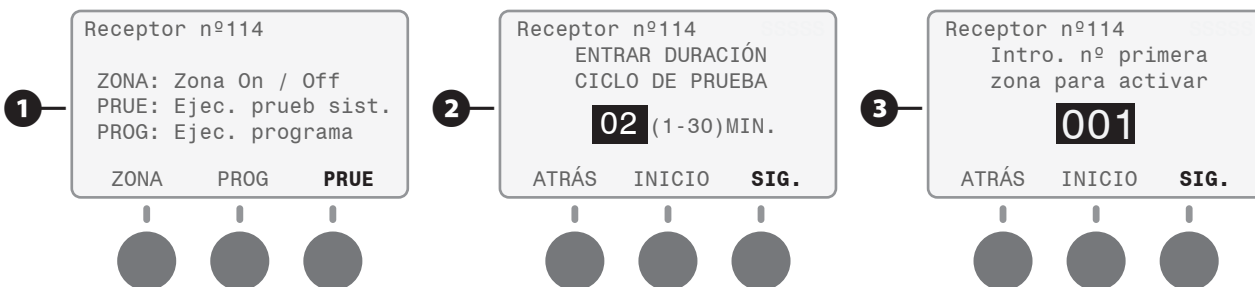 1
Receptor nº114
ZONA: Zona On / Off
PRUE: Ejec. prueb sist.
PROG: Ejec. programa
ZONA PROG PRUE
2
Receptor nº114
ENTRAR DURACIÓN
CICLO DE PRUEBA
02 (1-30)MIN.
ATRÁS INICIO SIG.
3
Receptor nº114
Intro. nº primera
zona para activar
001
ATRÁS INICIO SIG.